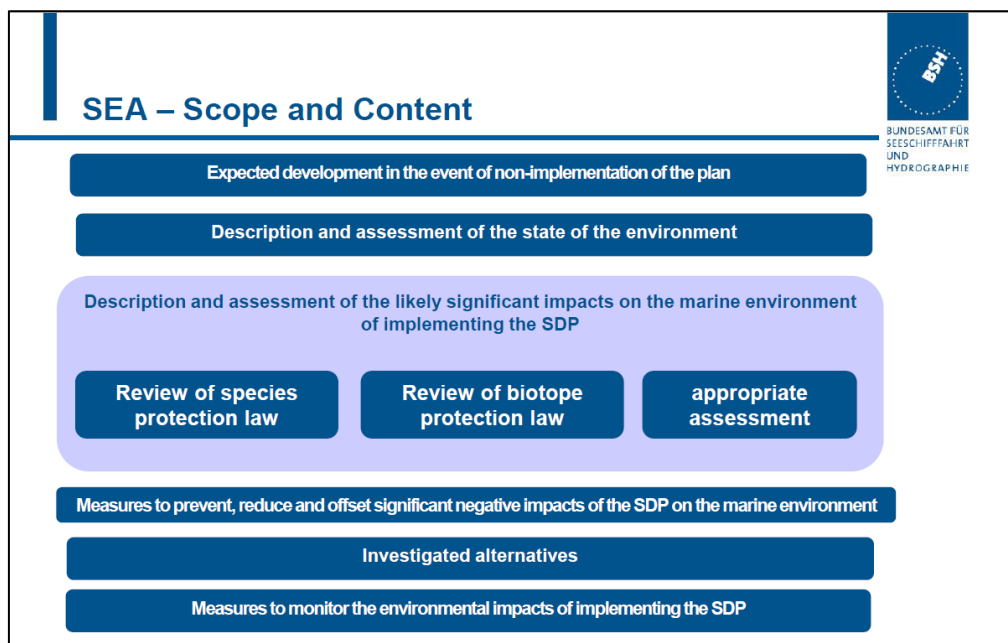 SEA – Scope and Content
BSH
BUNDESAMT FÜR
SEESCHIFFFAHRT
UND
HYDROGRAPHIE
Expected development in the event of non-implementation of the plan
Description and assessment of the state of the environment
Description and assessment of the likely significant impacts on the marine environment
of implementing the SDP
Review of species
protection law
Review of biotope
protection law
appropriate
assessment
Measures to prevent, reduce and offset significant negative impacts of the SDP on the marine environment
Investigated alternatives
Measures to monitor the environmental impacts of implementing the SDP